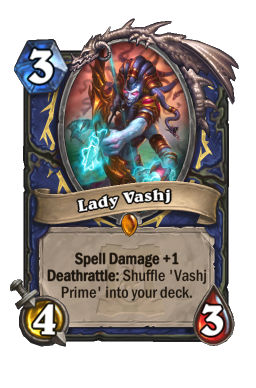 3
Lady Vashj
Spell Damage +1
Deathrattle: Shuffle 'Vashj
Prime' into your deck.
4
3